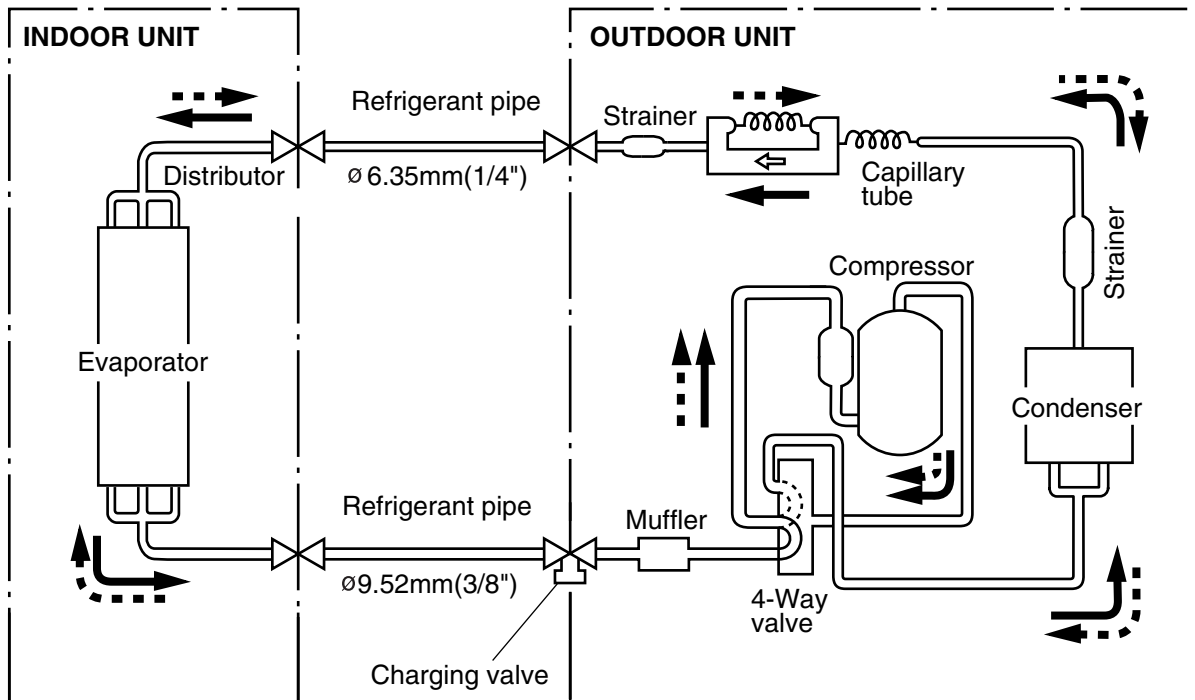 INDOOR UNIT
OUTDOOR UNIT
Refrigerant pipe
Strainer
Distributor
ø 6.35mm(1/4")
Capillary
tube
Compressor
Strainer
Evaporator
Condenser
Refrigerant pipe
Muffler
ø9.52mm(3/8")
4-Way
valve
Charging valve